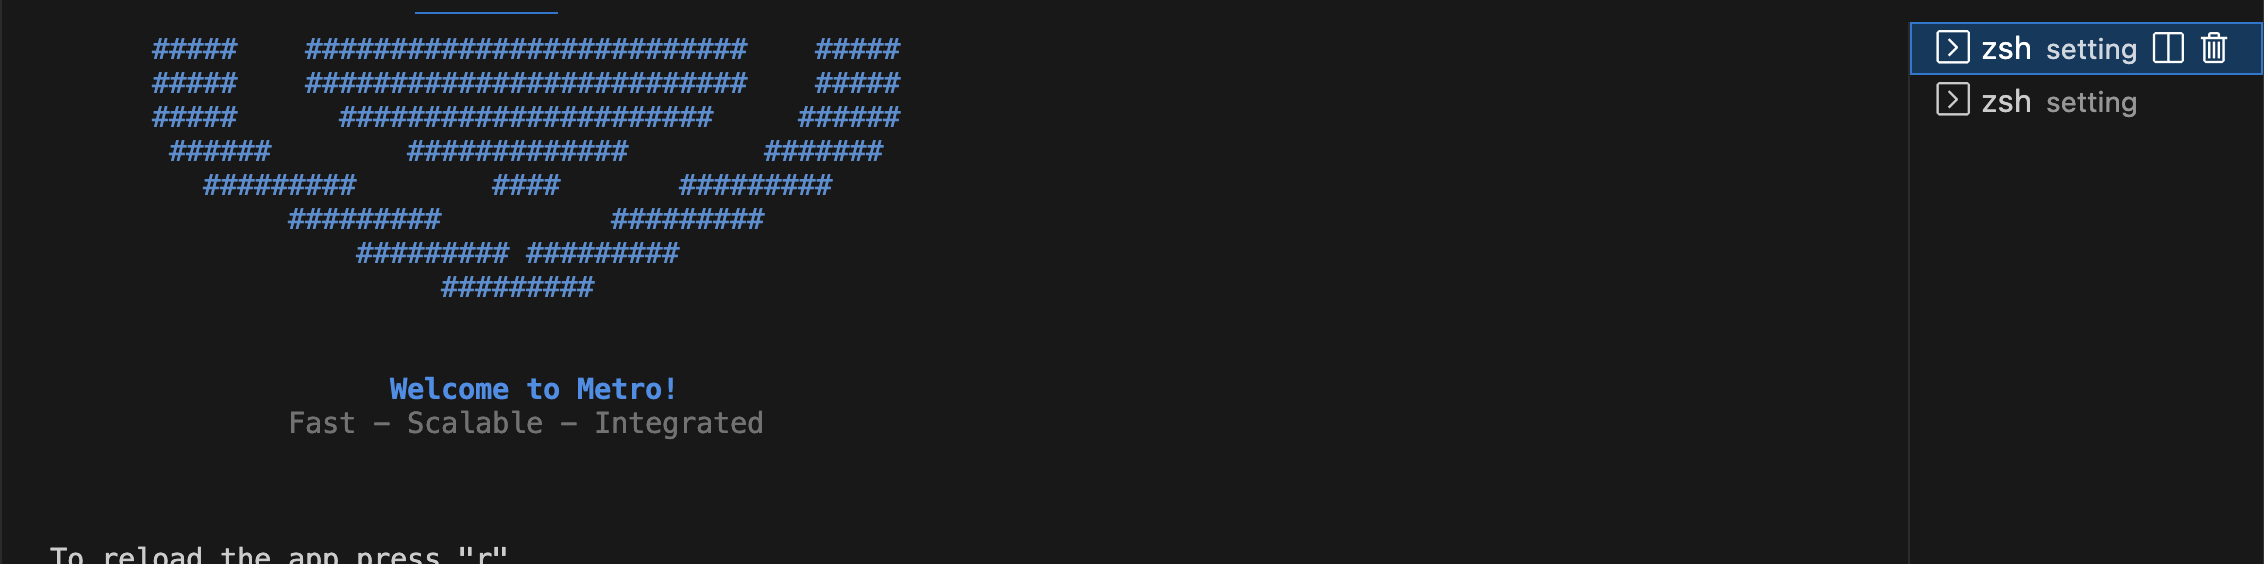 #####    ##########################    #####
#####    ##########################    #####
#####      ######################     ######
 ######        #############        #######
   #########        ####       #########
        #########          #########
            ######### #########
                 #########
Welcome to Metro!
Fast - Scalable - Integrated
To reload the app press "r"
zsh setting
zsh setting